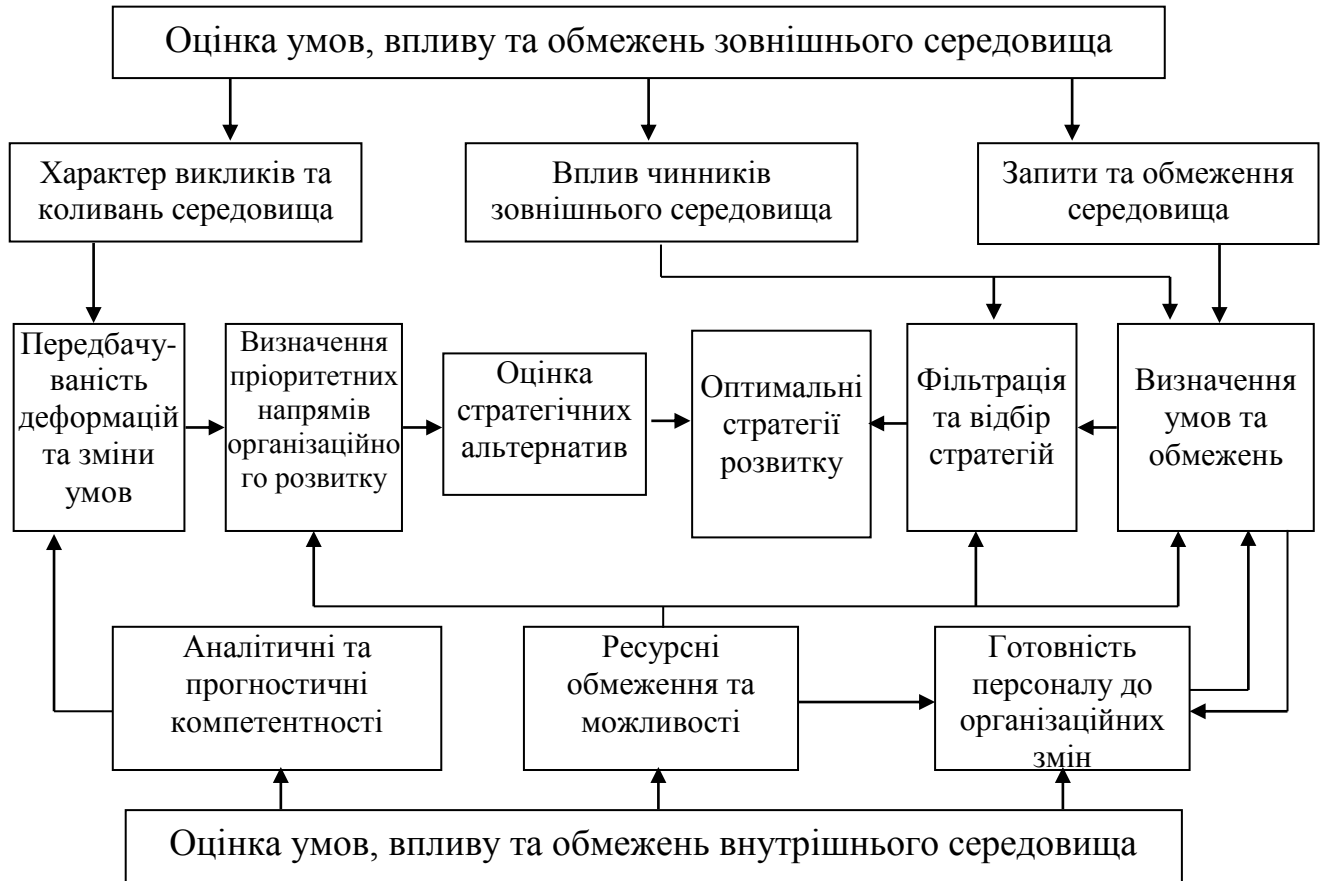 Оцінка умов, впливу та обмежень зовнішнього середовища
Характер викликів та
коливань середовища
Вплив чинників
зовнішнього середовища
Запити та обмеження
середовища
Передбачу-
ваність
деформацій
та зміни
умов
Визначення
пріоритетних
напрямів
організаційно
го розвитку
Оцінка
стратегічних
альтернатив
Оптимальні
стратегії
розвитку
Фільтрація
та відбір
стратегій
Визначення
умов та
обмежень
Аналітичні та
прогностичні
компетентності
Ресурсні
обмеження та
можливості
Готовність
персоналу до
організаційних
змін
Оцінка умов, впливу та обмежень внутрішнього середовища